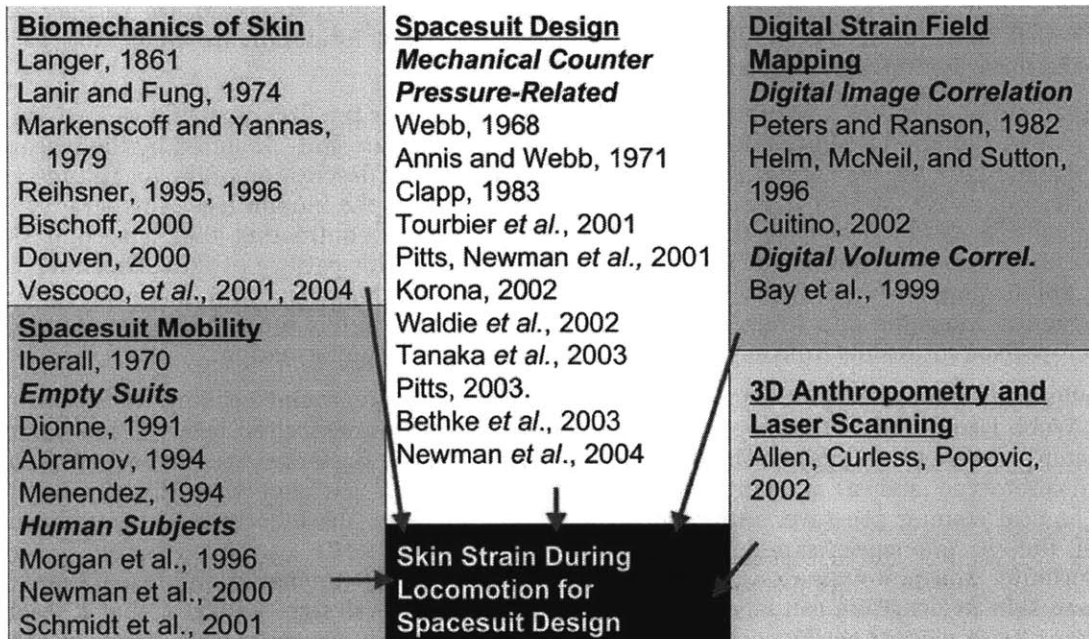 Biomechanics of Skin
Langer, 1861
Lanir and Fung, 1974
Markenscoff and Yannas,
1979
Reihsner, 1995, 1996
Bischoff, 2000
Douven, 2000
Vescoco, et al., 2001, 2004
Spacesuit Mobility
Iberall, 1970
Empty Suits
Dionne, 1991
Abramov, 1994
Menendez, 1994
Human Subjects
Morgan et al., 1996
Newman et al., 2000
Schmidt et al., 2001
Spacesuit Design
Mechanical Counter
Pressure-Related
Webb, 1968
Annis and Webb, 1971
Clapp, 1983
Tourbier et al., 2001
Pitts, Newman et al., 2001
Korona, 2002
Waldie et al., 2002
Tanaka et al., 2003
Pitts, 2003.
Bethke et al., 2003
Newman et al., 2004
Skin Strain During
Locomotion for
Spacesuit Design
Digital Strain Field
Mapping
Digital Image Correlation
Peters and Ranson, 1982
Helm, McNeil, and Sutton,
1996
Cuitino, 2002
Digital Volume Correl.
Bay et al., 1999
3D Anthropometry and
Laser Scanning
Allen, Curless, Popovic,
2002